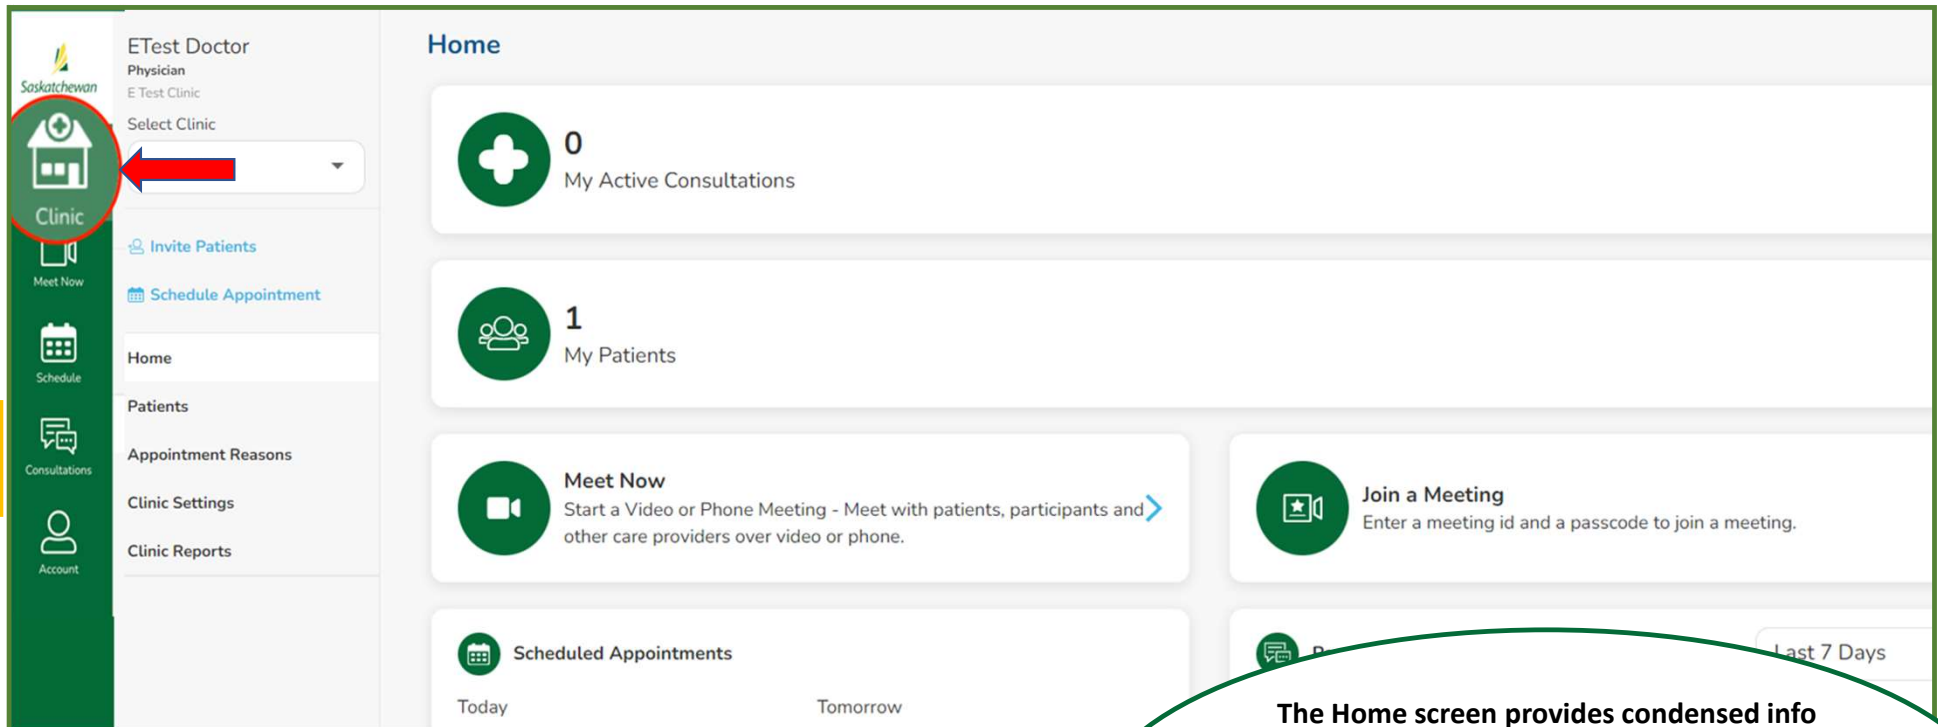 Saskatchewan
Clinic
Meet Now
Schedule
Consultations
Account
ETest Doctor
Physician
E Test Clinic
Select Clinic
Invite Patients
Schedule Appointment
Home
Patients
Appointment Reasons
Clinic Settings
Clinic Reports
Home
0
My Active Consultations
1
My Patients
Meet Now
Start a Video or Phone Meeting - Meet with patients, participants and
other care providers over video or phone.
Join a Meeting
Enter a meeting id and a passcode to join a meeting.
Scheduled Appointments
Today
Tomorrow
Last 7 Days
The Home screen provides condensed info